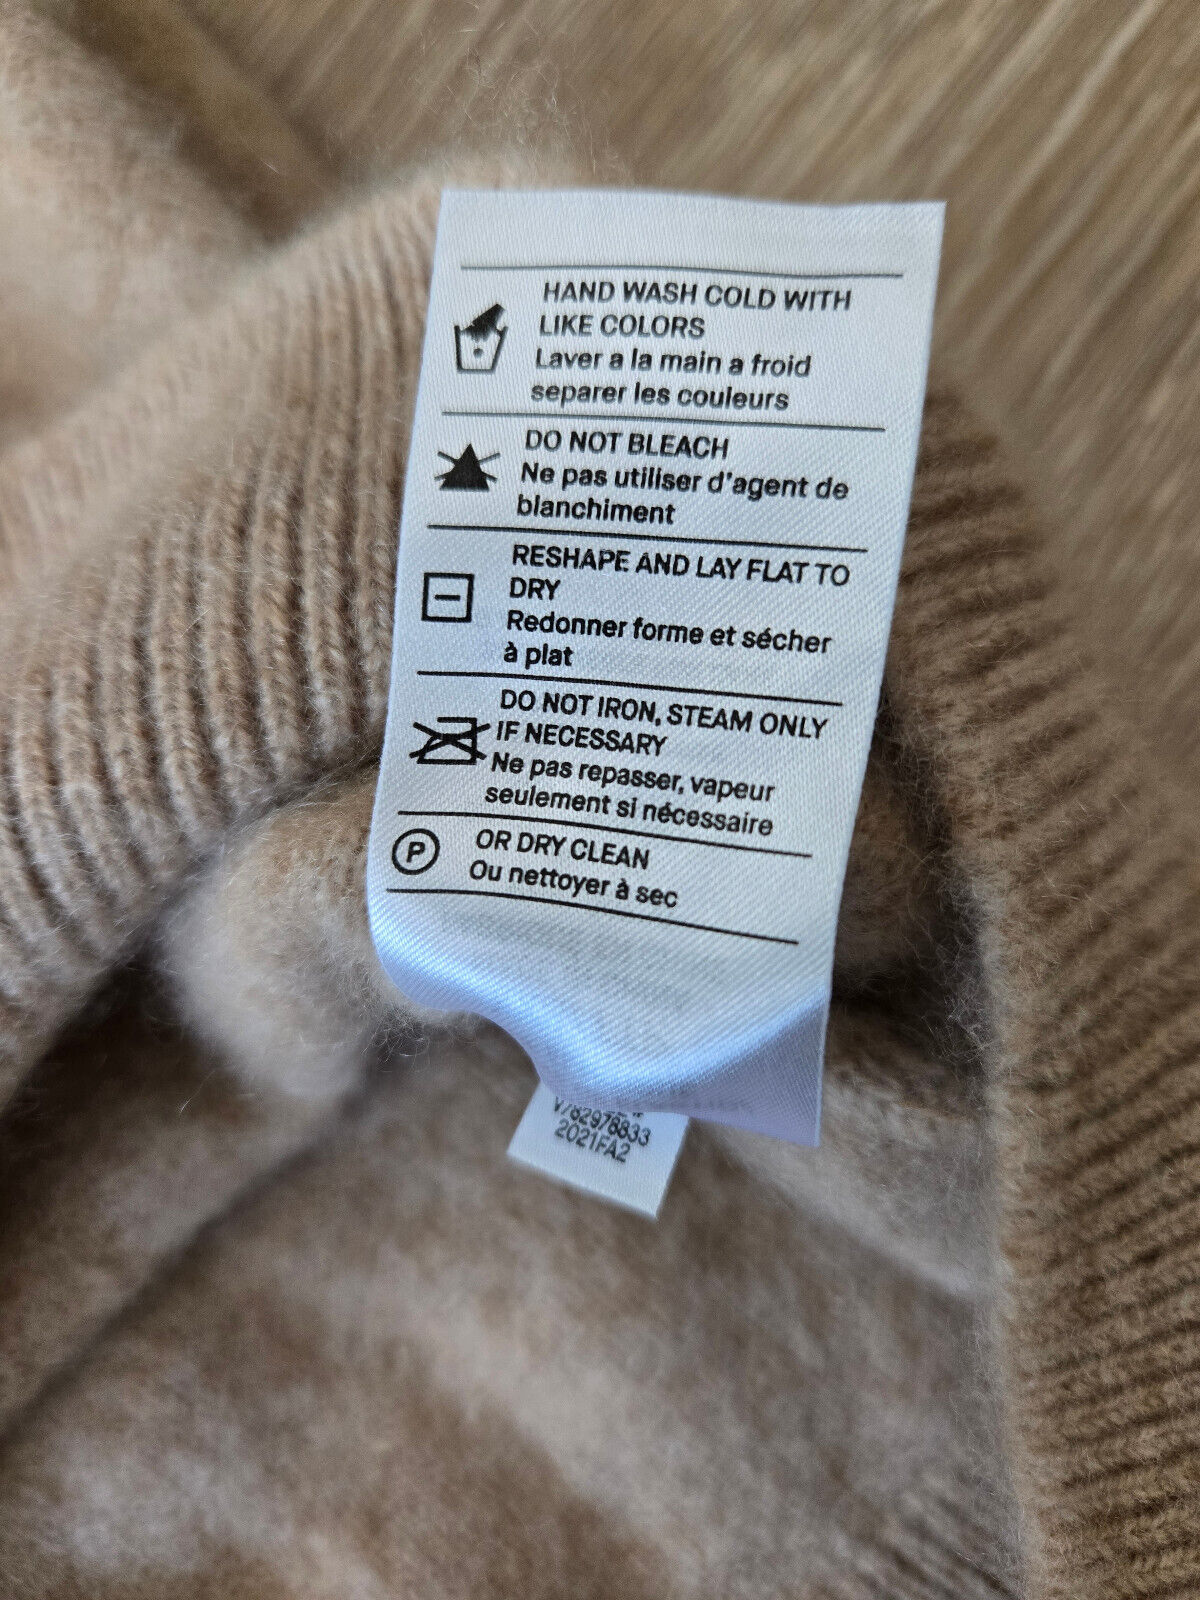 HAND WASH COLD WITH
LIKE COLORS
Laver a la main a froid
separer les couleurs
DO NOT BLEACH
Ne pas utiliser d'agent de
blanchiment
RESHAPE AND LAY FLAT TO
DRY
Redonner forme et sécher
à plat
DO NOT IRON, STEAM ONLY
IF NECESSARY
Ne pas repasser, vapeur
seulement si nécessaire
P
OR DRY CLEAN
Ou nettoyer à sec
V782978833
2021FA2